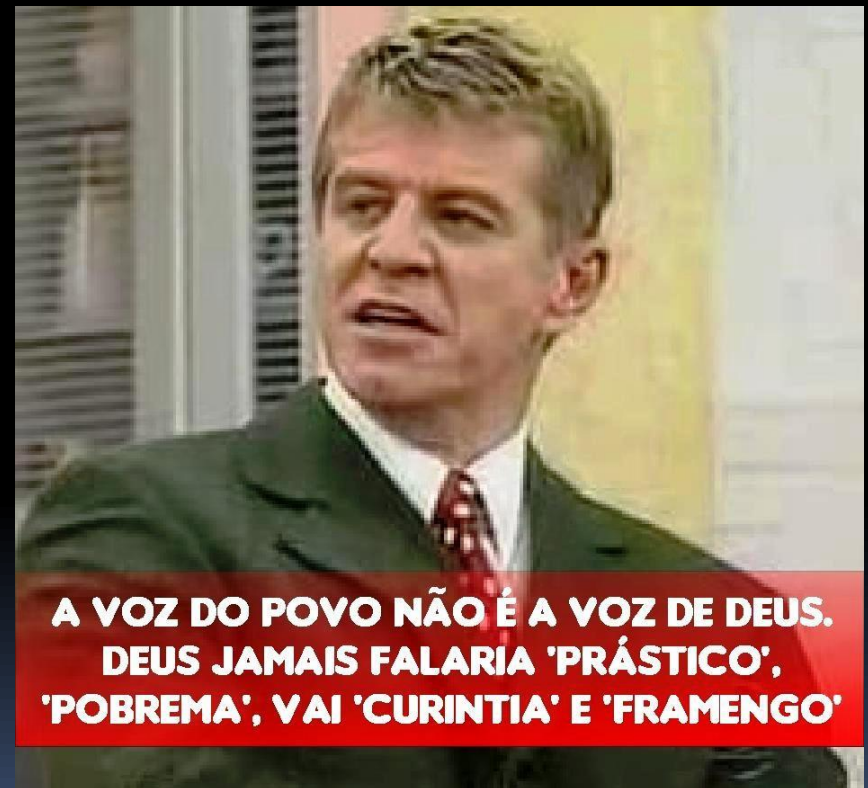 A VOZ DO POVO NÃO É A VOZ DE DEUS.
DEUS JAMAIS FALARIA 'PRÁSTICO',
'POBREMA', VAI 'CURINTIA' E 'FRAMENGO'